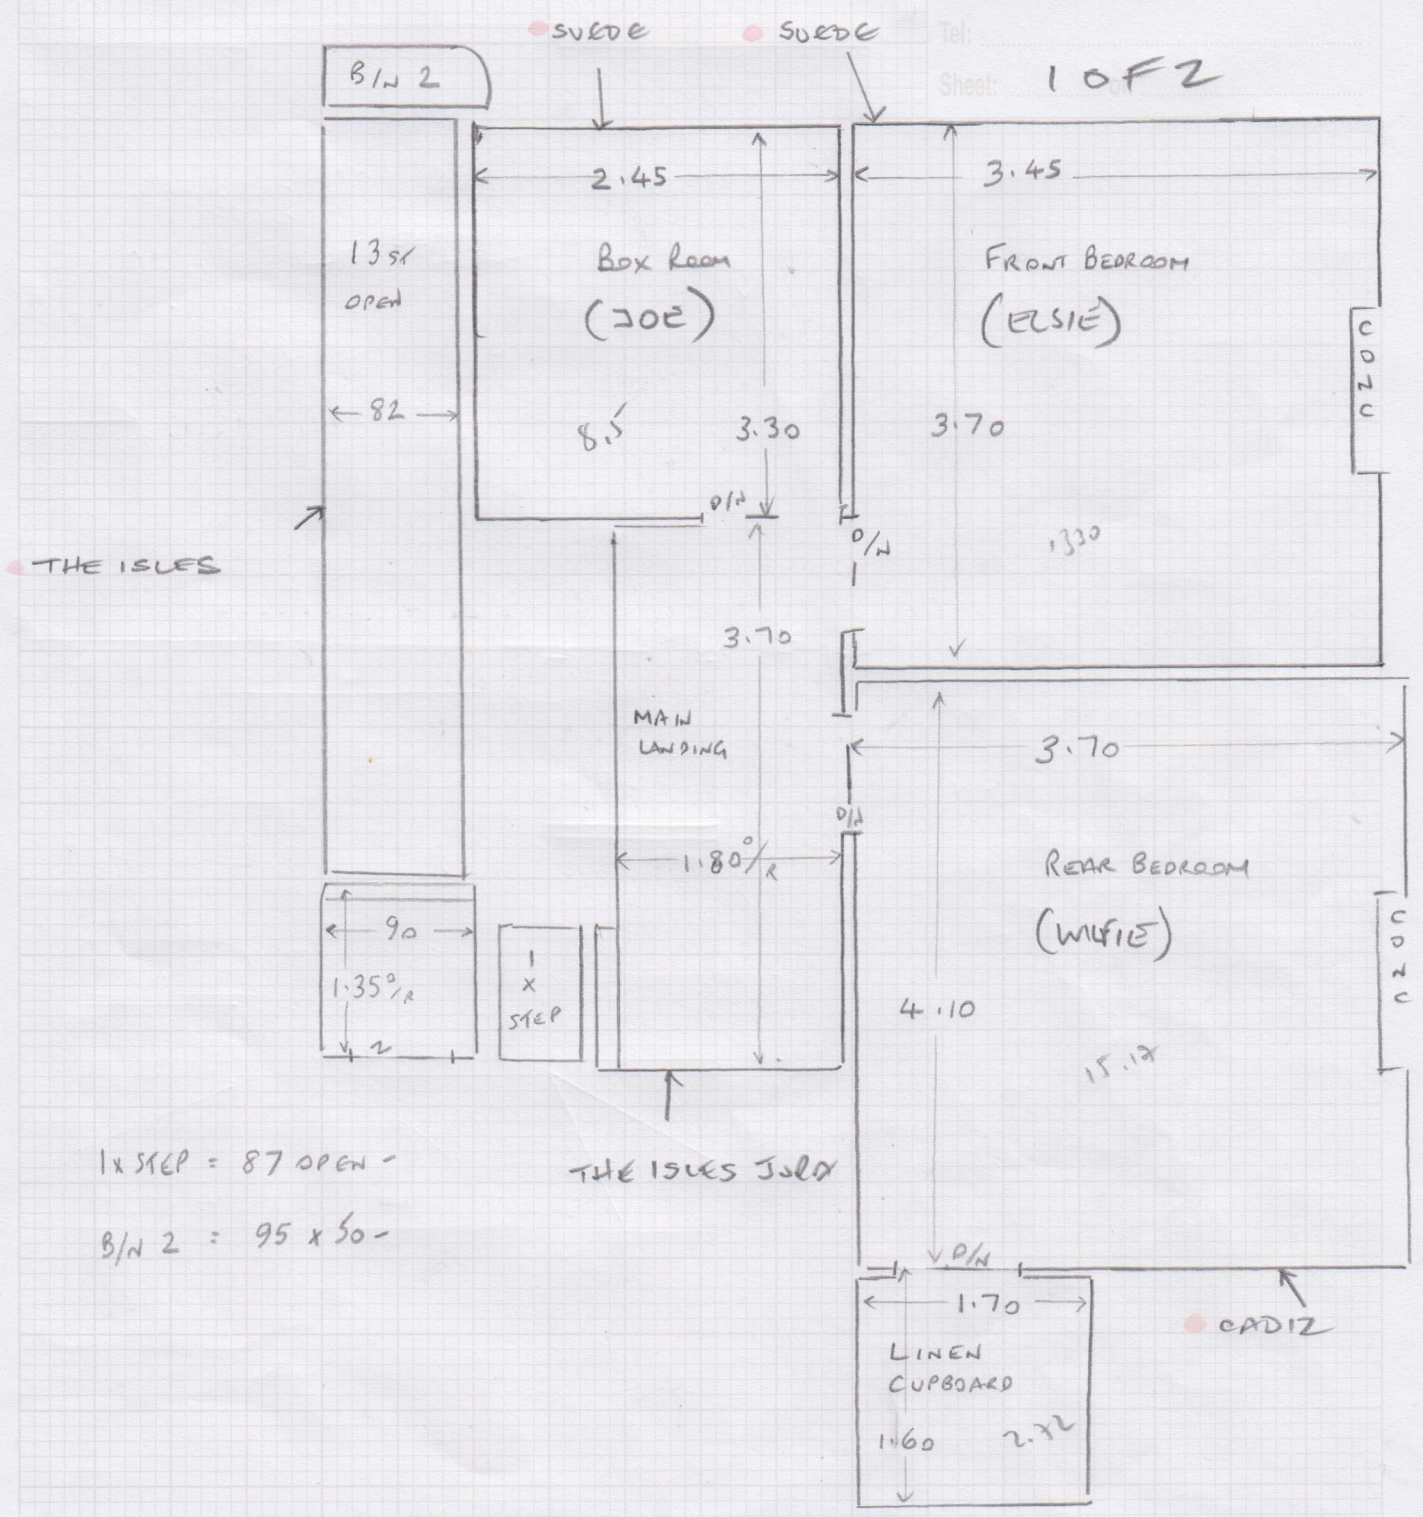 SUEDE
SUEDE
Tel:
Sheet:
1 OF 2
B/N 2
2.45
3.45
13 ST
OPEN
BOX ROOM
(JOE)
FRONT BEDROOM
(ELSIE)
CONC
82
8.5
3.30
3.70
D/N
D/N
.330
THE ISLES
3.70
MAIN
LANDING
3.70
D/N
1.80 O/R
REAR BEDROOM
(WILFIE)
CONC
90
1.35 O/R
2
1
X
STEP
4.10
15.17
1 X STEP = 87 OPEN -
THE ISLES JURA
B/N 2 = 95 X 50 -
D/N
1.70
CADIZ
LINEN
CUPBOARD
1.60
2.72